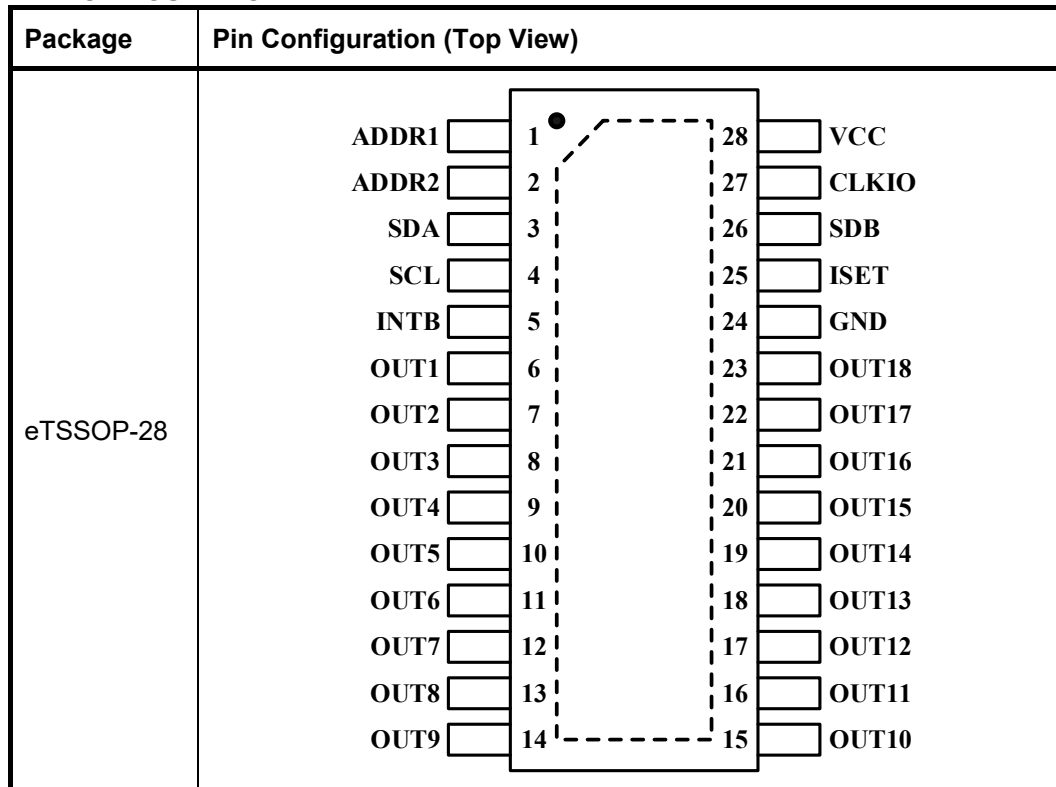 Package Pin Configuration (Top View)
eTSSOP-28
ADDR1 1 28 VCC
ADDR2 2 27 CLKIO
SDA 3 26 SDB
SCL 4 25 ISET
INTB 5 24 GND
OUT1 6 23 OUT18
OUT2 7 22 OUT17
OUT3 8 21 OUT16
OUT4 9 20 OUT15
OUT5 10 19 OUT14
OUT6 11 18 OUT13
OUT7 12 17 OUT12
OUT8 13 16 OUT11
OUT9 14 15 OUT10